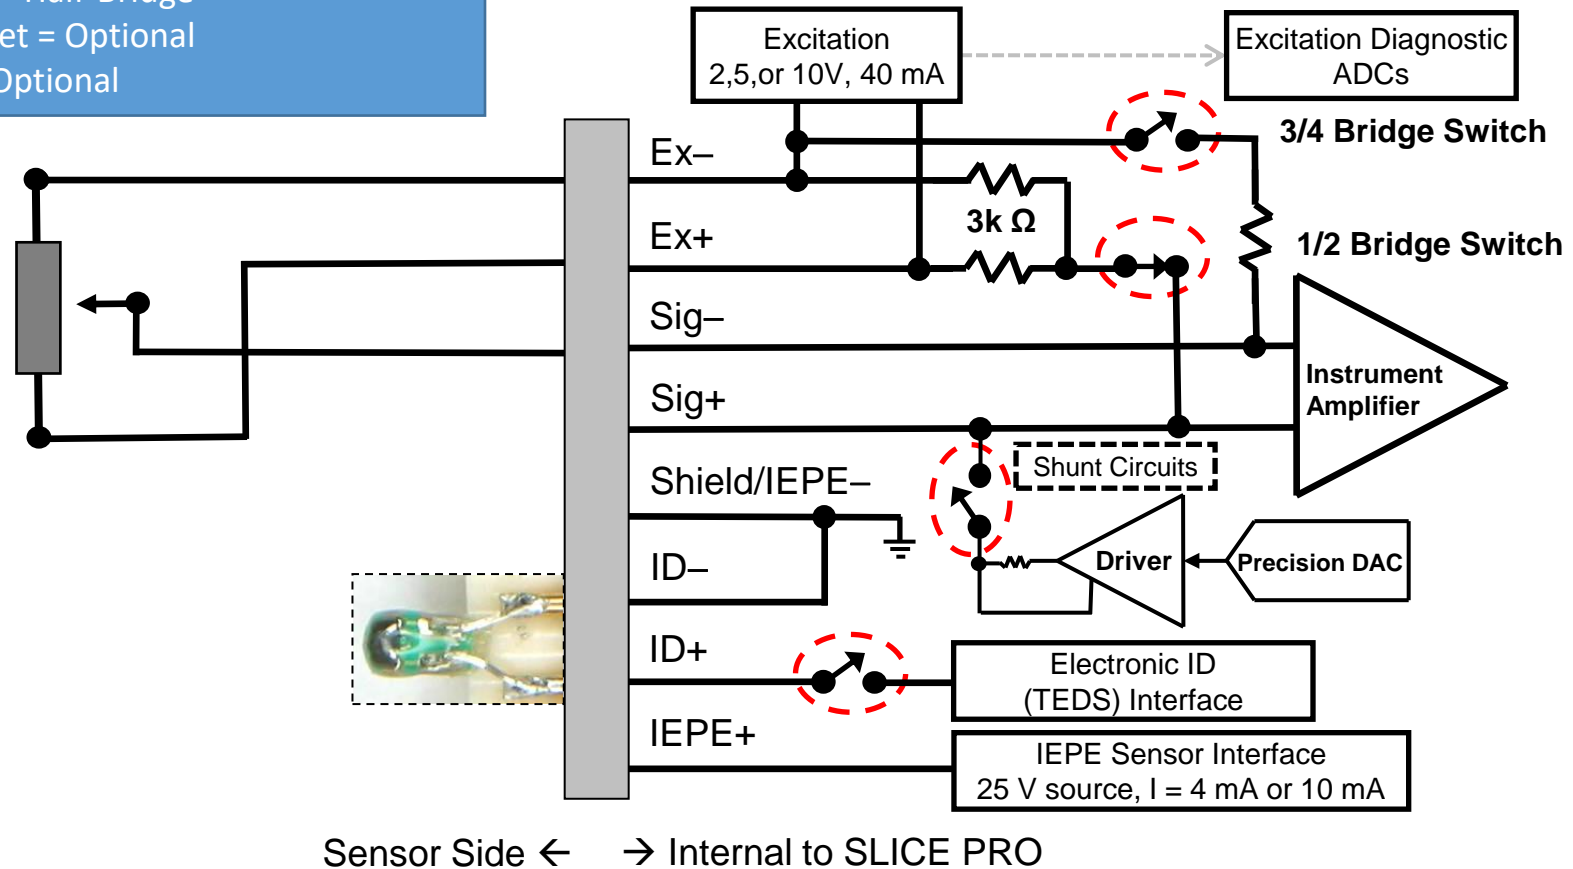 Half-Bridge
et = Optional
Optional
Excitation
2,5,or 10V, 40 mA
Excitation Diagnostic
ADCs
3/4 Bridge Switch
Ex–
3k Ω
Ex+
1/2 Bridge Switch
Sig–
Instrument
Amplifier
Sig+
Shunt Circuits
Shield/IEPE–
Driver
Precision DAC
ID–
ID+
Electronic ID
(TEDS) Interface
IEPE+
IEPE Sensor Interface
25 V source, I = 4 mA or 10 mA
Sensor Side ← → Internal to SLICE PRO